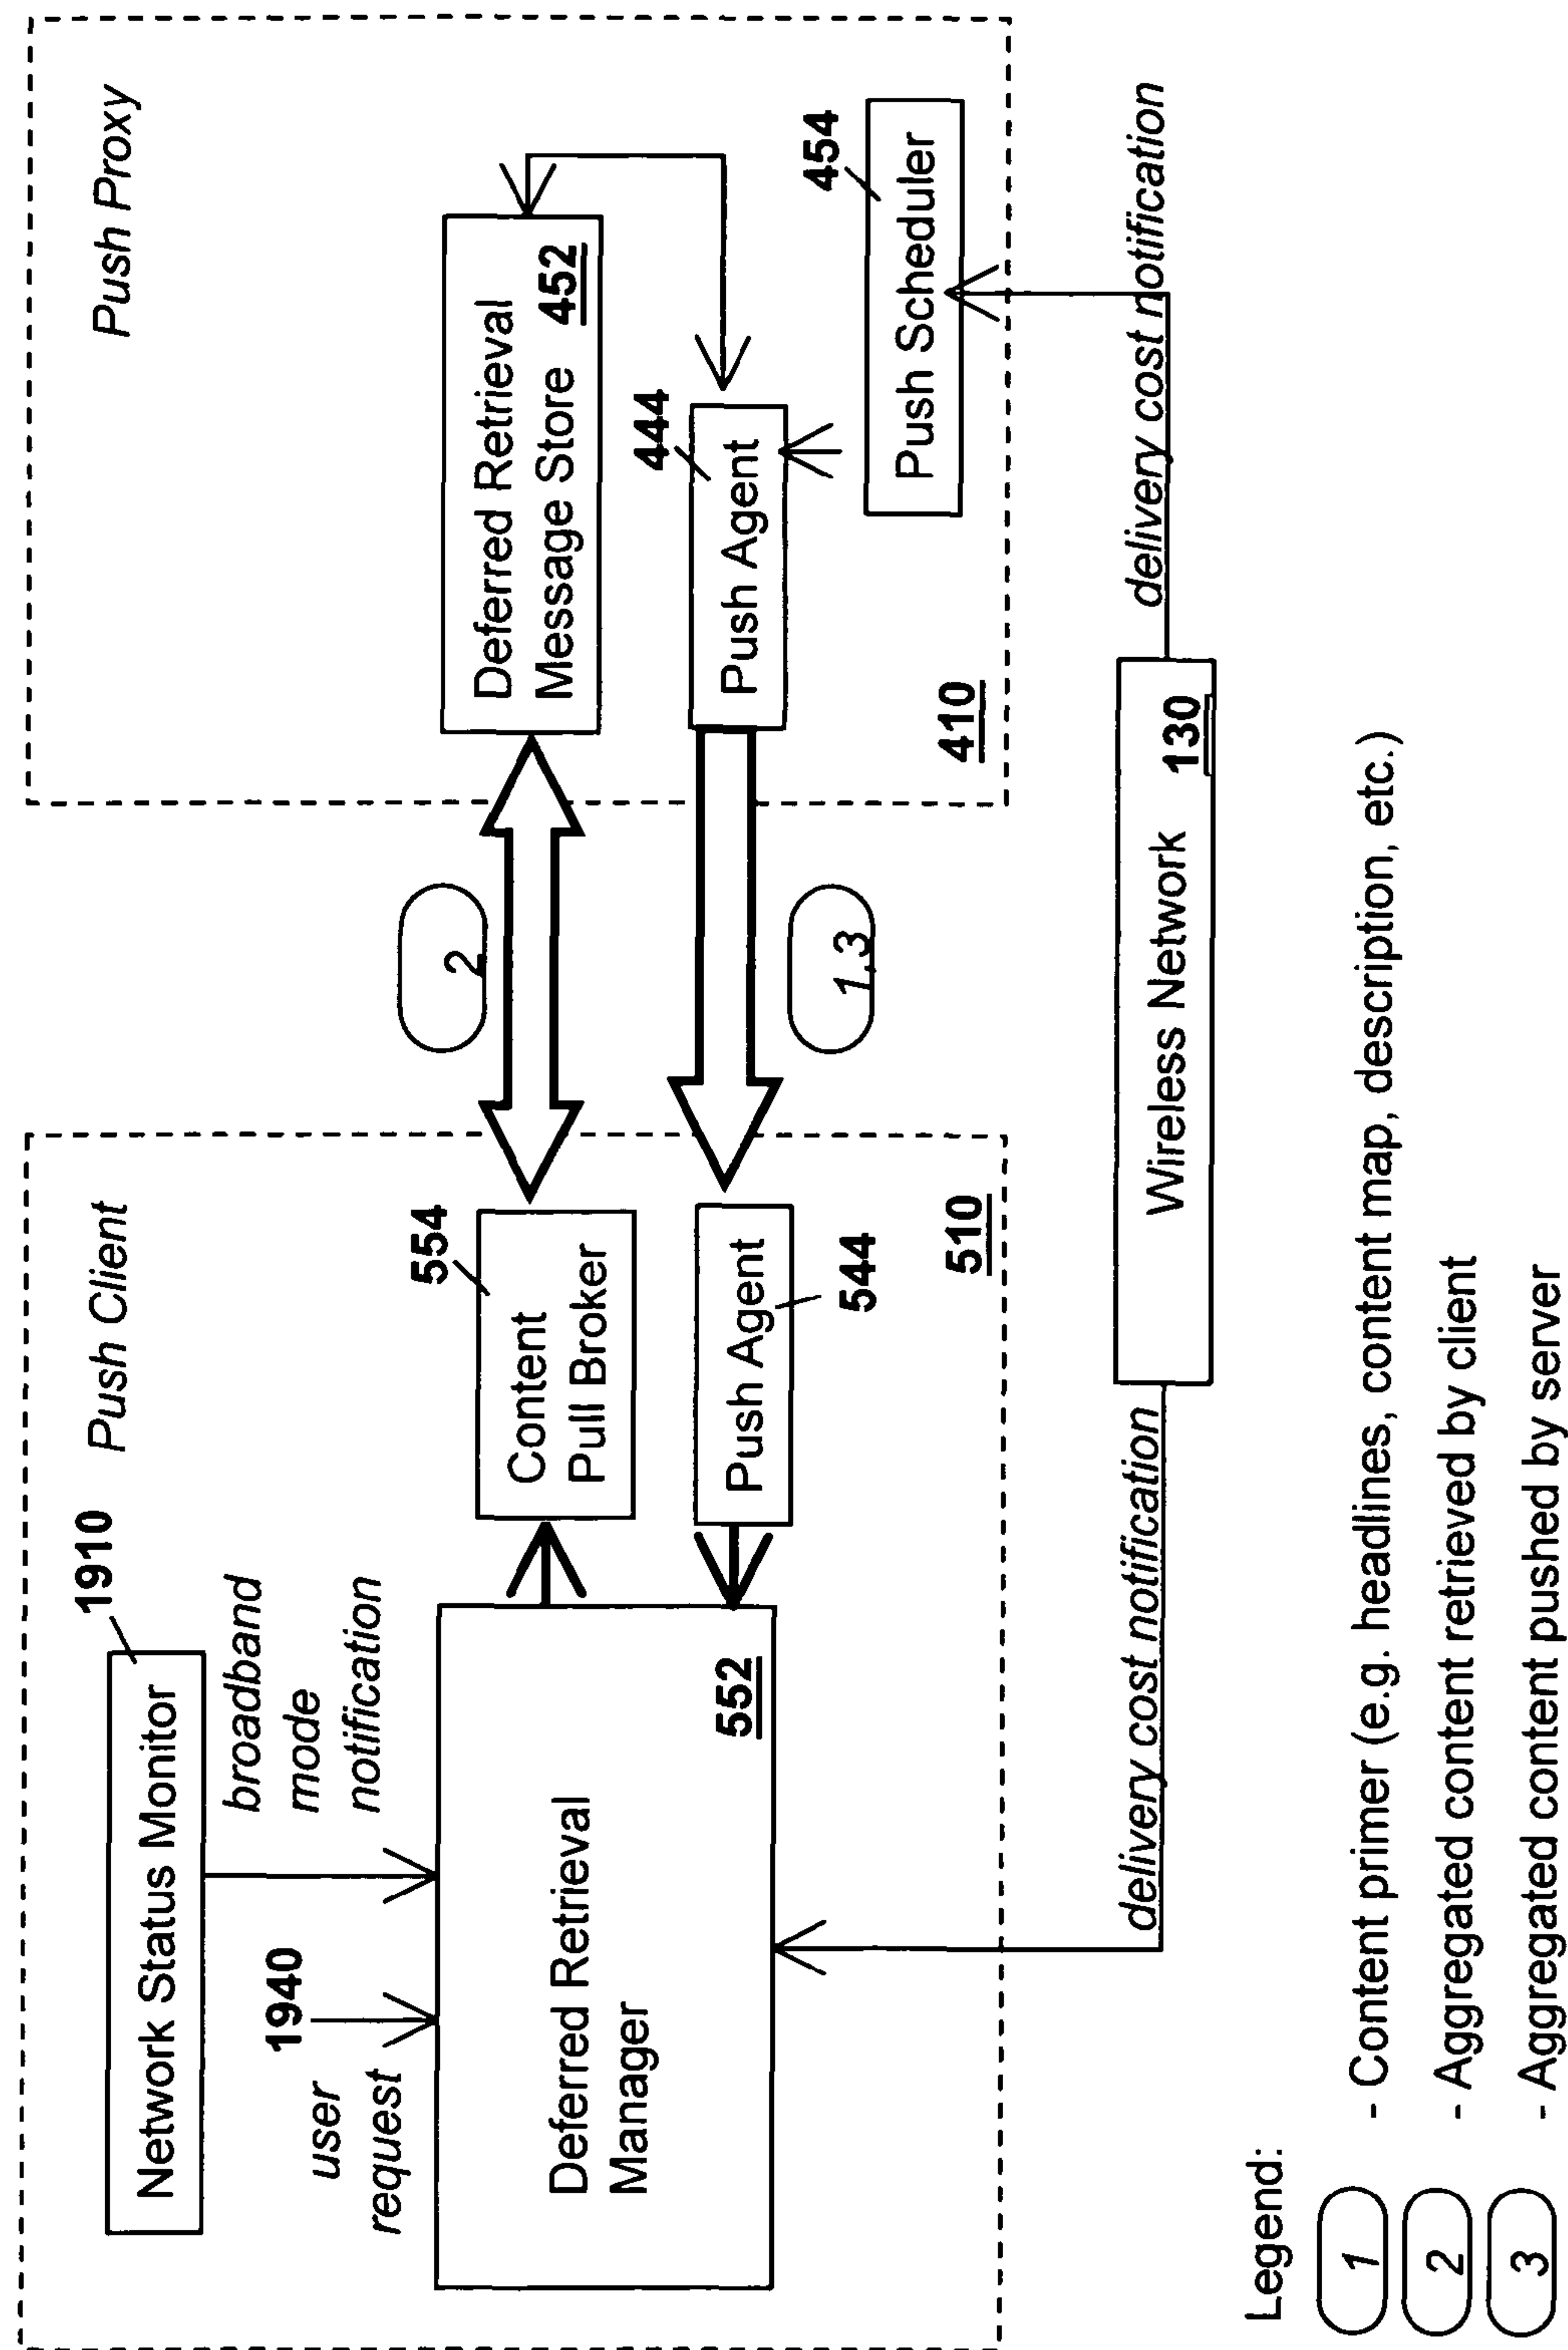 Push Client
1910
Network Status Monitor
broadband
mode
notification
1940
user
request
Deferred Retrieval
Manager
552
554
Content
Pull Broker
Push Agent
544
510
2
1,3
Push Proxy
Deferred Retrieval
Message Store 452
444
Push Agent
454
Push Scheduler
410
delivery cost notification
Wireless Network 130
delivery cost notification
Legend:
1 - Content primer (e.g. headlines, content map, description, etc.)
2 - Aggregated content retrieved by client
3 - Aggregated content pushed by server